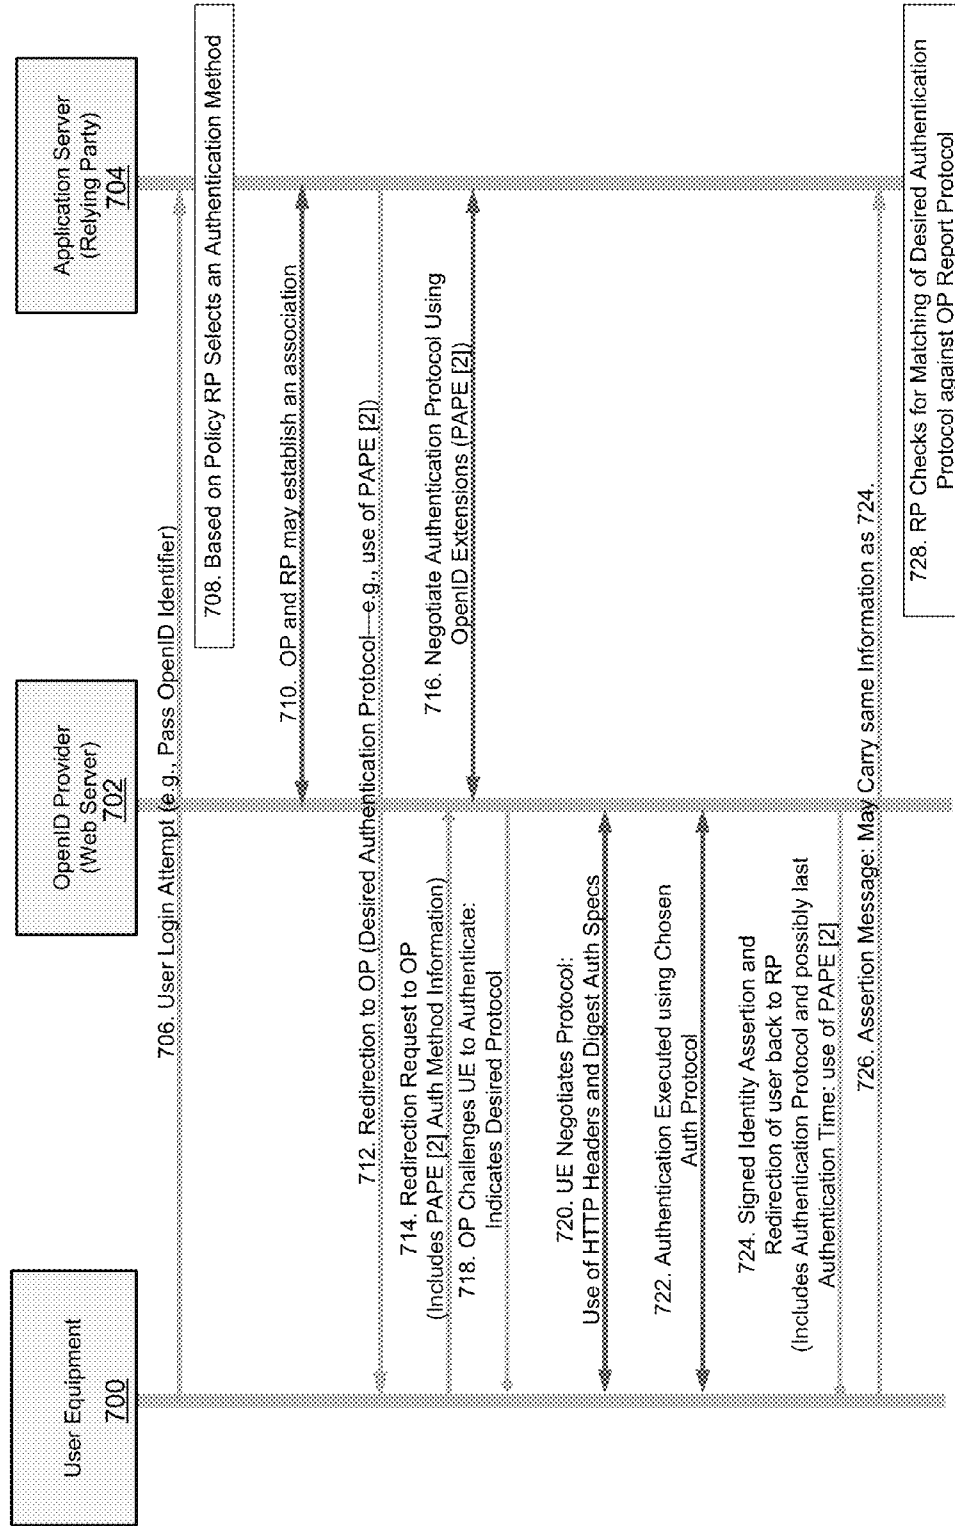 User Equipment
700
OpenID Provider
(Web Server)
702
Application Server
(Relying Party)
704
706. User Login Attempt (e.g., Pass OpenID Identifier)
708. Based on Policy RP Selects an Authentication Method
710. OP and RP may establish an association
712. Redirection to OP (Desired Authentication Protocol—e.g., use of PAPE [2])
714. Redirection Request to OP
(Includes PAPE [2] Auth Method Information)
716. Negotiate Authentication Protocol Using
OpenID Extensions (PAPE [2])
718. OP Challenges UE to Authenticate:
Indicates Desired Protocol
720. UE Negotiates Protocol:
Use of HTTP Headers and Digest Auth Specs
722. Authentication Executed using Chosen
Auth Protocol
724. Signed Identity Assertion and
Redirection of user back to RP
(Includes Authentication Protocol and possibly last
Authentication Time: use of PAPE [2]
726. Assertion Message: May Carry same Information as 724.
728. RP Checks for Matching of Desired Authentication
Protocol against OP Report Protocol